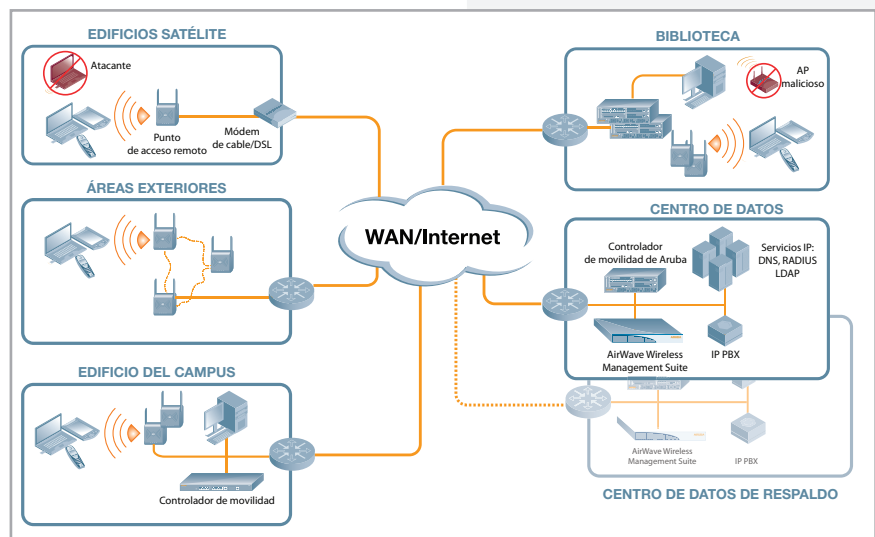 EDIFICIOS SATÉLITE
Atacante
Punto
de acceso remoto
Módem
de cable/DSL
ÁREAS EXTERIORES
EDIFICIO DEL CAMPUS
Controlador de movilidad
WAN/Internet
BIBLIOTECA
AP
malicioso
CENTRO DE DATOS
Controlador
de movilidad de Aruba
Servicios IP:
DNS, RADIUS
LDAP
AirWave Wireless
Management Suite
IP PBX
AirWave Wireless
Management Suite
IP PBX
CENTRO DE DATOS DE RESPALDO